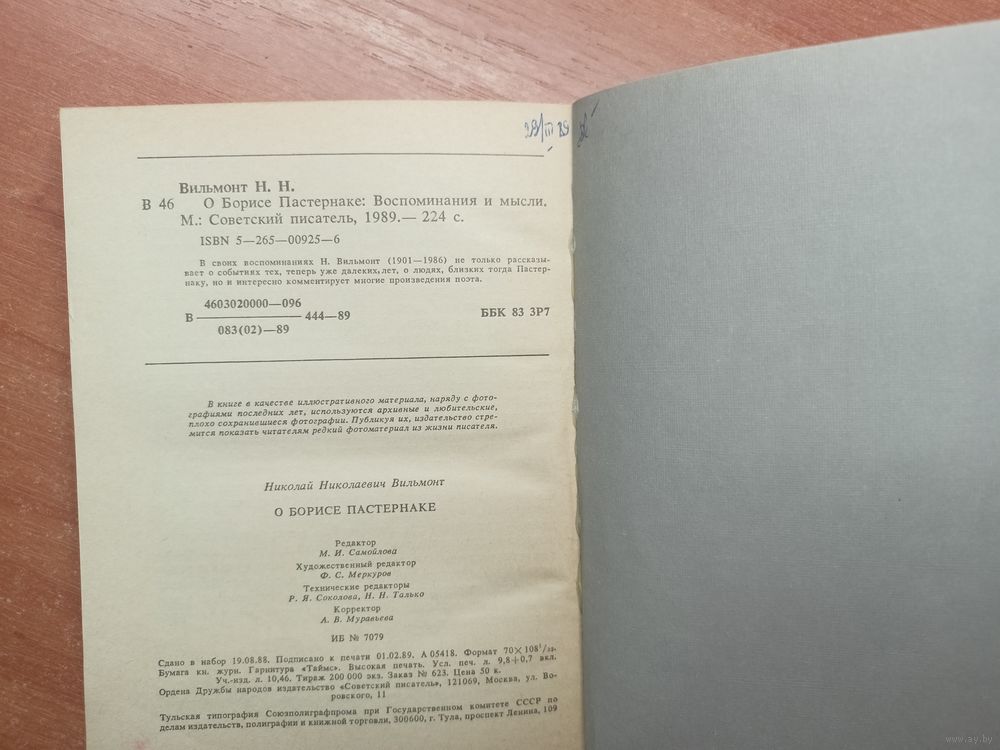 29/III 89
Вильмонт Н. Н.
В 46 О Борисе Пастернаке: Воспоминания и мысли.
М.: Советский писатель, 1989.— 224 с.
ISBN 5—265—00925—6
В своих воспоминаниях Н. Вильмонт (1901—1986) не только рассказы-
вает о событиях тех, теперь уже далеких, лет, о людях, близких тогда Пастер-
наку, но и интересно комментирует многие произведения поэта.
4603020000—096
В ———— 444—89
083(02)—89
ББК 83 3Р7
В книге в качестве иллюстративного материала, наряду с фото-
графиями последних лет, используются архивные и любительские,
плохо сохранившиеся фотографии. Публикуя их, издательство стре-
мится показать читателям редкий фотоматериал из жизни писателя.
Николай Николаевич Вильмонт
О БОРИСЕ ПАСТЕРНАКЕ
Редактор
М. И. Самойлова
Художественный редактор
Ф. С. Меркуров
Технические редакторы
Р. Я. Соколова, Н. Н. Талько
Корректор
А. В. Муравьева
ИБ № 7079
Сдано в набор 19.08.88. Подписано к печати 01.02.89. А 05418. Формат 70×108¹/₃₂.
Бумага кн. журн. Гарнитура «Таймс». Высокая печать. Усл. печ. л. 9,8+0,7 вкл.
Уч.-изд. л. 10,46. Тираж 200 000 экз. Заказ № 623. Цена 50 к.
Ордена Дружбы народов издательство «Советский писатель», 121069, Москва, ул. Во-
ровского, 11
Тульская типография Союзполиграфпрома при Государственном комитете СССР по
делам издательств, полиграфии и книжной торговли, 300600, г. Тула, проспект Ленина, 109
www.ay.by